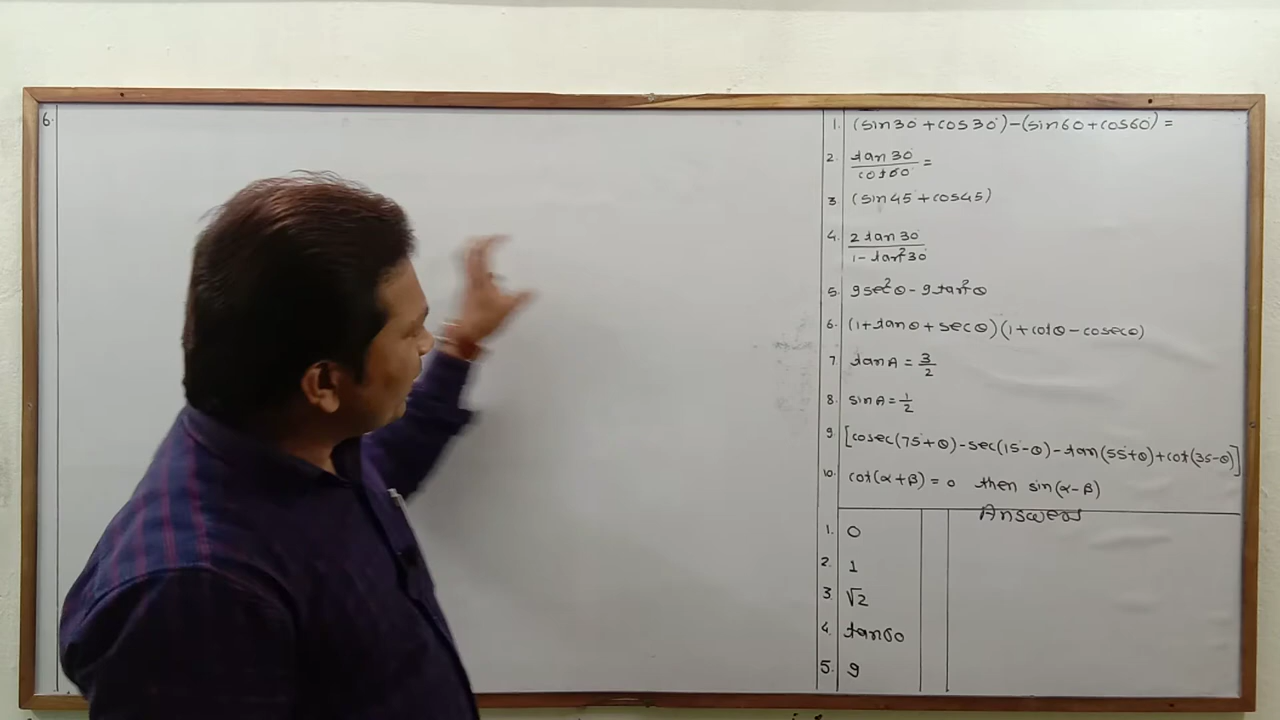 6.
1. (sin30°+cos30°)-(sin60+cos60°)=
2. tan30° / cot60° =
3 (sin45+cos45)
4. 2tan30° / 1-tan²30°
5. 9sec²θ-9tan²θ
6. (1+tanθ+secθ)(1+cotθ-cosecθ)
7. tanA=3/2
8. sinA=1/2
9. [cosec(75+θ)-sec(15-θ)-tan(55+θ)+cot(35-θ)]
10. cot(α+β)=0 then sin(α-β)
Answers
1. 0
2. 1
3. √2
4. tan60
5. 9